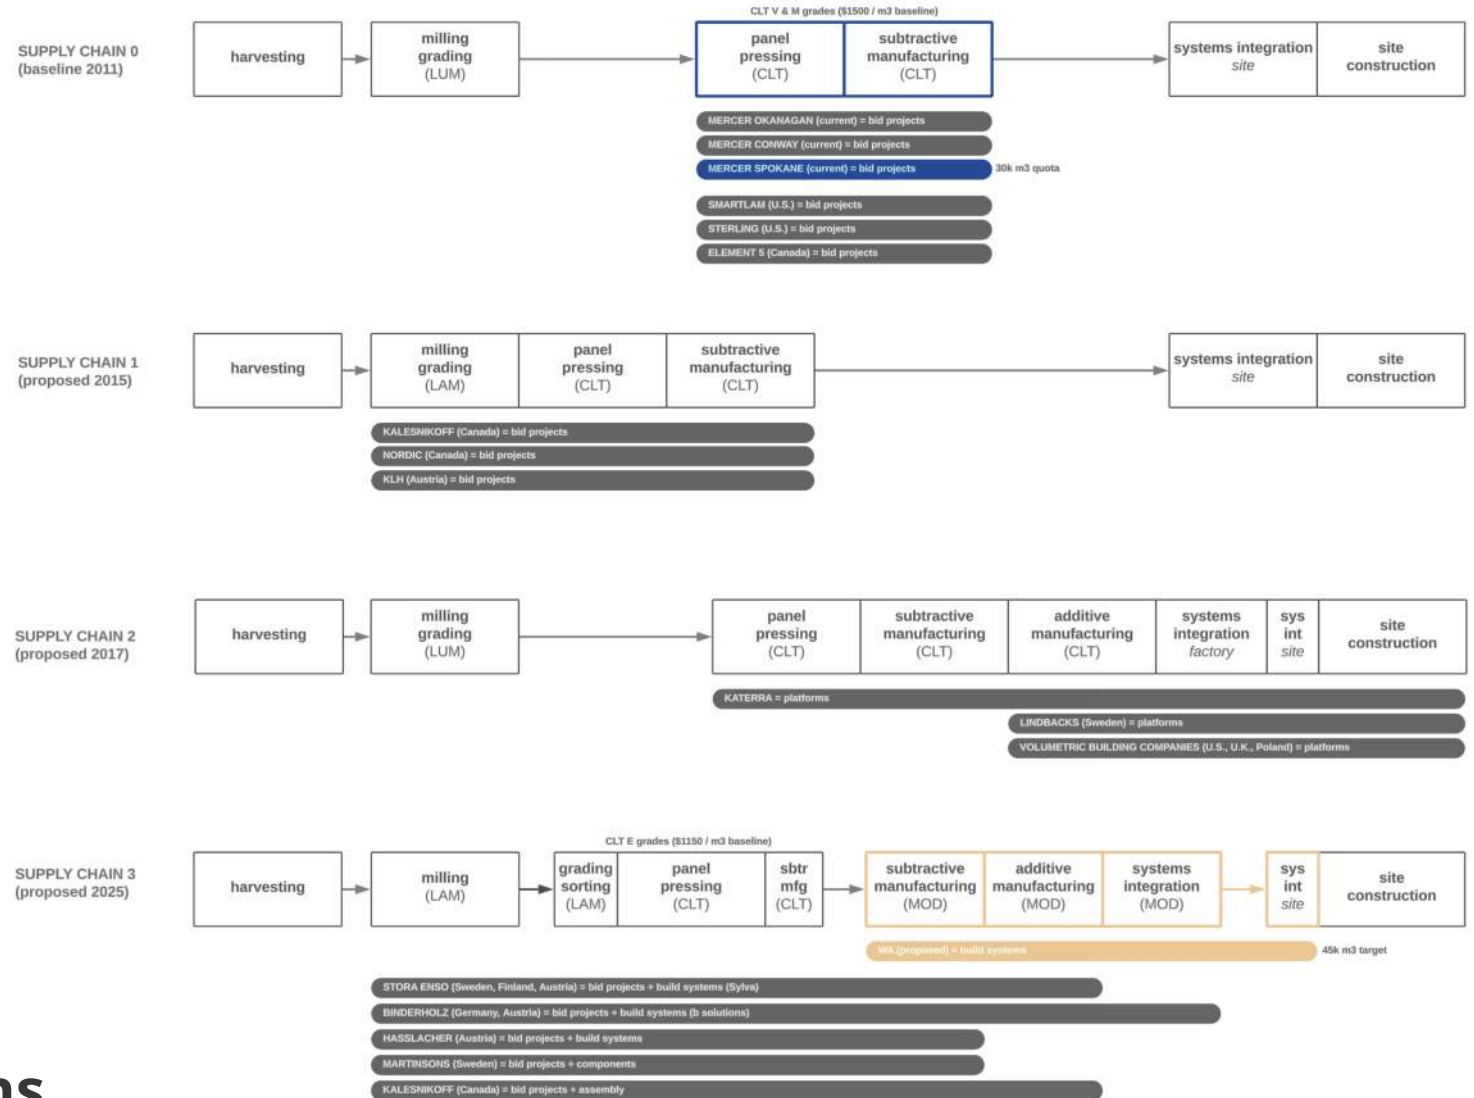 CLT V & M grades ($1500 / m3 baseline)
SUPPLY CHAIN 0
(baseline 2011)
harvesting
milling
grading
(LUM)
panel
pressing
(CLT)
subtractive
manufacturing
(CLT)
systems integration
site
site
construction
MERCER OKANAGAN (current) = bid projects
MERCER CONWAY (current) = bid projects
MERCER SPOKANE (current) = bid projects
30k m3 quota
SMARTLAM (U.S.) = bid projects
STERLING (U.S.) = bid projects
ELEMENT 5 (Canada) = bid projects
SUPPLY CHAIN 1
(proposed 2015)
harvesting
milling
grading
(LAM)
panel
pressing
(CLT)
subtractive
manufacturing
(CLT)
systems integration
site
site
construction
KALESNIKOFF (Canada) = bid projects
NORDIC (Canada) = bid projects
KLH (Austria) = bid projects
SUPPLY CHAIN 2
(proposed 2017)
harvesting
milling
grading
(LUM)
panel
pressing
(CLT)
subtractive
manufacturing
(CLT)
additive
manufacturing
(CLT)
systems
integration
factory
sys
int
site
site
construction
KATERRA = platforms
LINDBACKS (Sweden) = platforms
VOLUMETRIC BUILDING COMPANIES (U.S., U.K., Poland) = platforms
CLT E grades ($1150 / m3 baseline)
SUPPLY CHAIN 3
(proposed 2025)
harvesting
milling
(LAM)
grading
sorting
(LAM)
panel
pressing
(CLT)
sbtr
mfg
(CLT)
subtractive
manufacturing
(MOD)
additive
manufacturing
(MOD)
systems
integration
(MOD)
sys
int
site
site
construction
WA (proposed) = build systems
45k m3 target
STORA ENSO (Sweden, Finland, Austria) = bid projects + build systems (Sylva)
BINDERHOLZ (Germany, Austria) = bid projects + build systems (b solutions)
HASSLACHER (Austria) = bid projects + build systems
MARTINSONS (Sweden) = bid projects + components
KALESNIKOFF (Canada) = bid projects + assembly